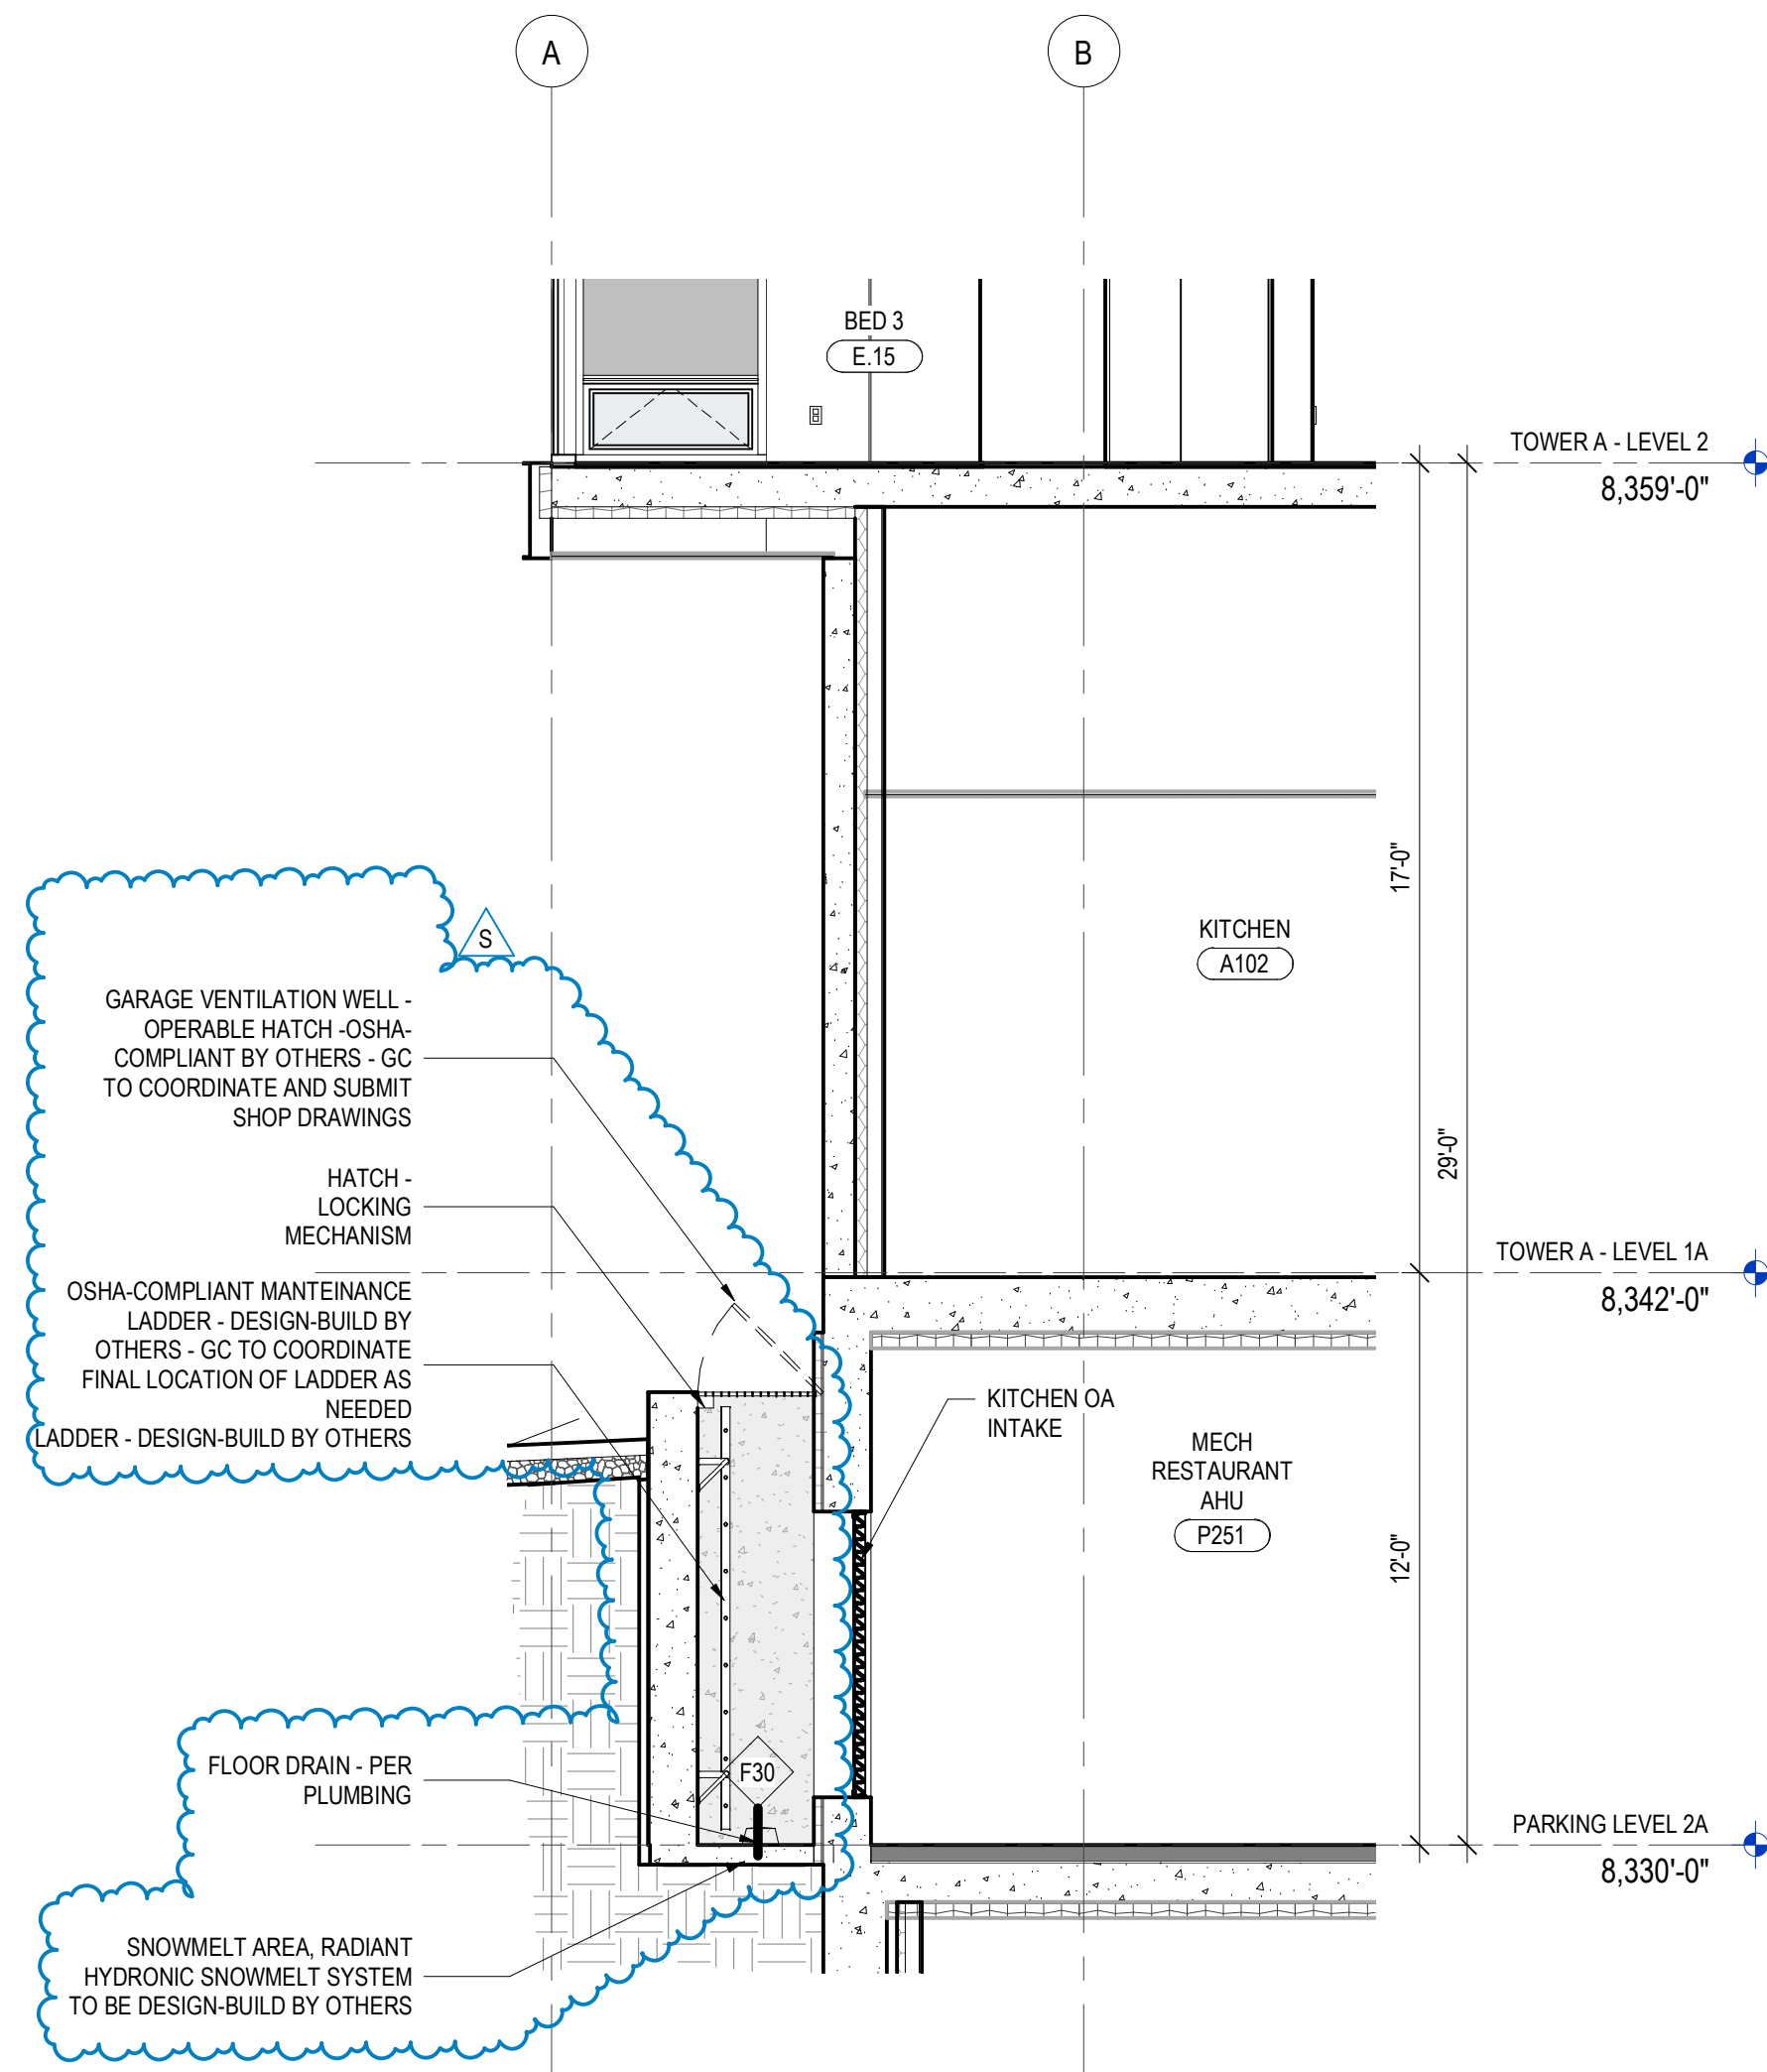 A
B
BED 3
E.15
TOWER A - LEVEL 2
8,359'-0"
17'-0"
29'-0"
KITCHEN
A102
S
GARAGE VENTILATION WELL -
OPERABLE HATCH -OSHA-
COMPLIANT BY OTHERS - GC
TO COORDINATE AND SUBMIT
SHOP DRAWINGS
HATCH -
LOCKING
MECHANISM
OSHA-COMPLIANT MANTEINANCE
LADDER - DESIGN-BUILD BY
OTHERS - GC TO COORDINATE
FINAL LOCATION OF LADDER AS
NEEDED
LADDER - DESIGN-BUILD BY OTHERS
TOWER A - LEVEL 1A
8,342'-0"
KITCHEN OA
INTAKE
MECH
RESTAURANT
AHU
P251
12'-0"
FLOOR DRAIN - PER
PLUMBING
F30
PARKING LEVEL 2A
8,330'-0"
SNOWMELT AREA, RADIANT
HYDRONIC SNOWMELT SYSTEM
TO BE DESIGN-BUILD BY OTHERS